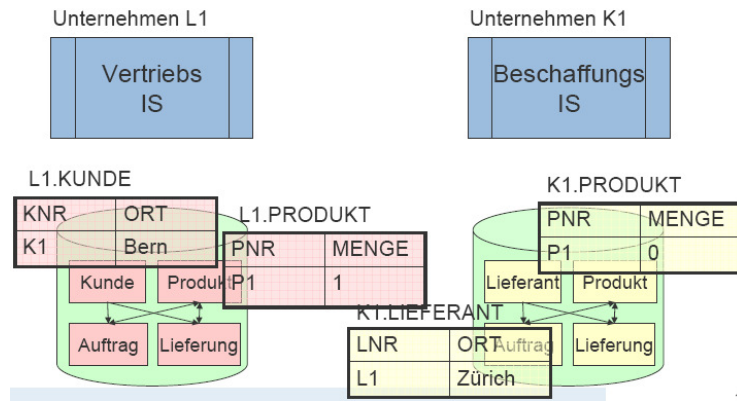 Unternehmen L1
Unternehmen K1
Vertriebs
IS
Beschaffungs
IS
L1.KUNDE
KNR ORT
K1 Bern
L1.PRODUKT
PNR MENGE
P1 1
Kunde Produkt
Auftrag Lieferung
K1.PRODUKT
PNR MENGE
P1 0
K1.LIEFERANT
LNR ORT
L1 Zürich
Lieferant Produkt
Auftrag Lieferung